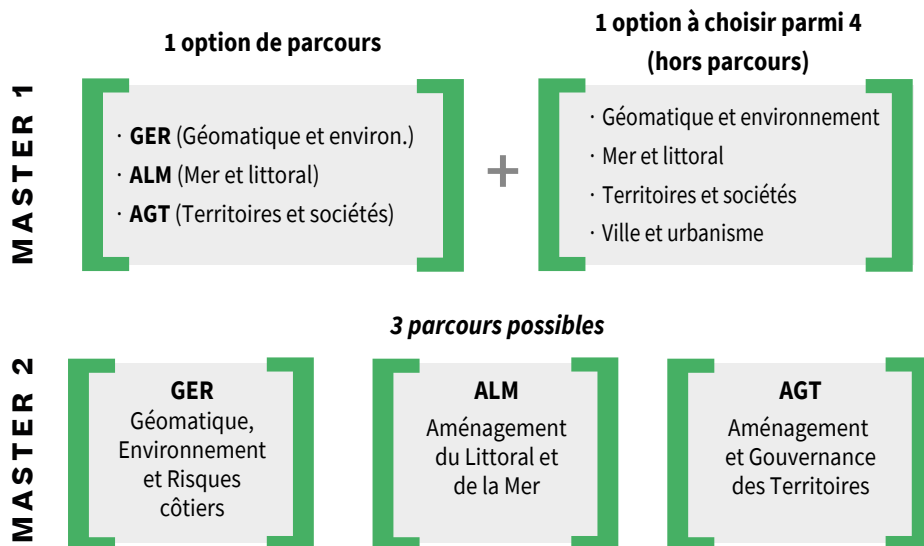 MASTER 1
1 option de parcours
· GER (Géomatique et environ.)
· ALM (Mer et littoral)
· AGT (Territoires et sociétés)
+
1 option à choisir parmi 4
(hors parcours)
· Géomatique et environnement
· Mer et littoral
· Territoires et sociétés
· Ville et urbanisme
MASTER 2
3 parcours possibles
GER
Géomatique,
Environnement
et Risques
côtiers
ALM
Aménagement
du Littoral et
de la Mer
AGT
Aménagement
et Gouvernance
des Territoires